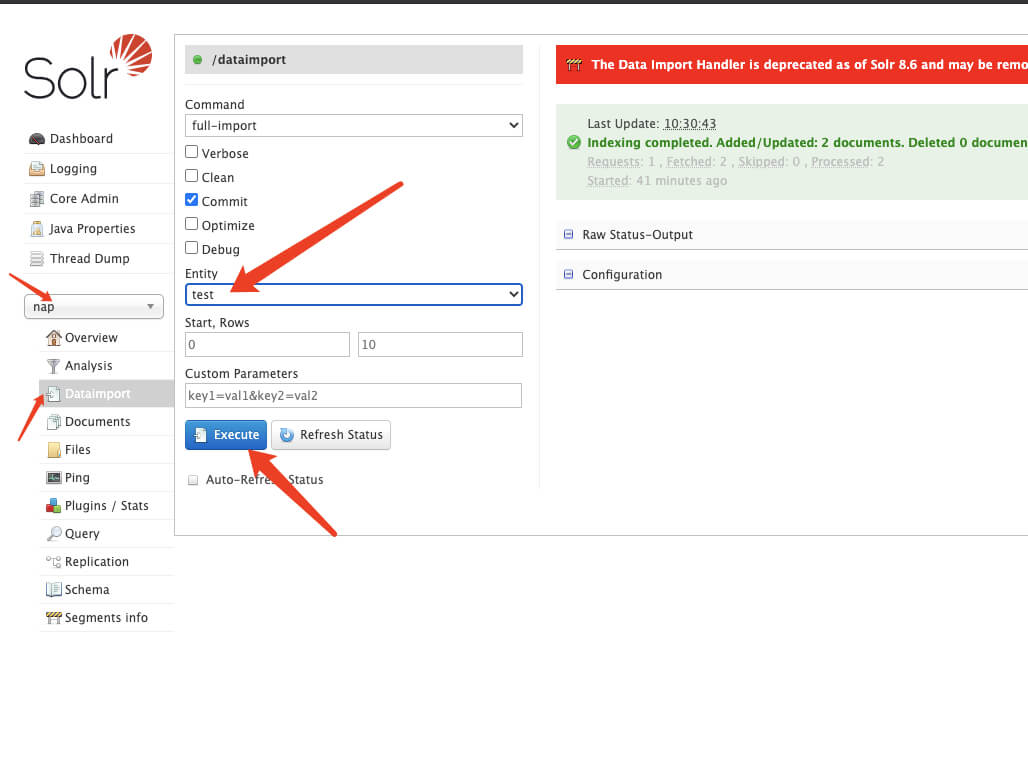 Solr
Dashboard
Logging
Core Admin
Java Properties
Thread Dump
nap
Overview
Analysis
Dataimport
Documents
Files
Ping
Plugins / Stats
Query
Replication
Schema
Segments info
/dataimport
Command
full-import
Verbose
Clean
Commit
Optimize
Debug
Entity
test
Start, Rows
0 10
Custom Parameters
key1=val1&key2=val2
Execute Refresh Status
Auto-Refresh Status
The Data Import Handler is deprecated as of Solr 8.6 and may be remo
Last Update: 10:30:43
Indexing completed. Added/Updated: 2 documents. Deleted 0 documen
Requests: 1 , Fetched: 2 , Skipped: 0 , Processed: 2
Started: 41 minutes ago
Raw Status-Output
Configuration